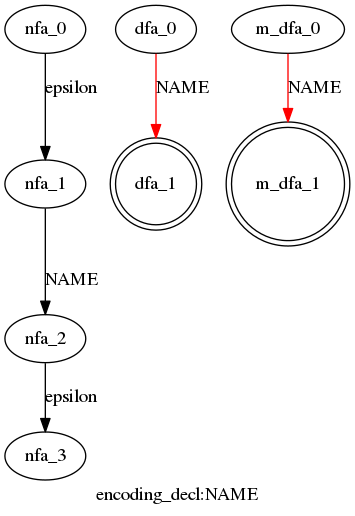 nfa_0
dfa_0
m_dfa_0
epsilon
NAME
NAME
nfa_1
dfa_1
m_dfa_1
NAME
nfa_2
epsilon
nfa_3
encoding_decl:NAME